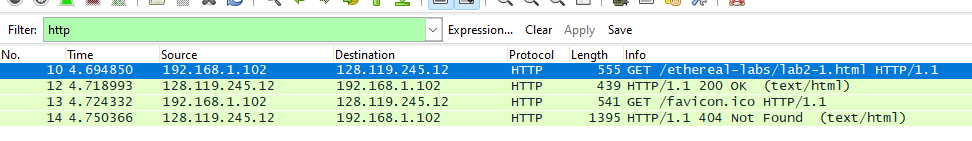 Filter: http Expression... Clear Apply Save
No. Time Source Destination Protocol Length Info
10 4.694850 192.168.1.102 128.119.245.12 HTTP 555 GET /ethereal-labs/lab2-1.html HTTP/1.1
12 4.718993 128.119.245.12 192.168.1.102 HTTP 439 HTTP/1.1 200 OK (text/html)
13 4.724332 192.168.1.102 128.119.245.12 HTTP 541 GET /favicon.ico HTTP/1.1
14 4.750366 128.119.245.12 192.168.1.102 HTTP 1395 HTTP/1.1 404 Not Found (text/html)